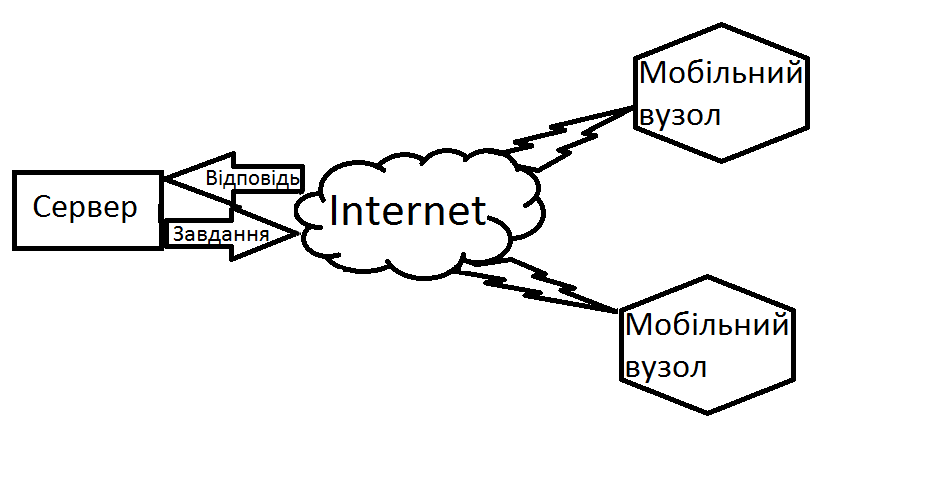 Мобільний
вузол
Відповідь
Сервер
Internet
Завдання
Мобільний
вузол